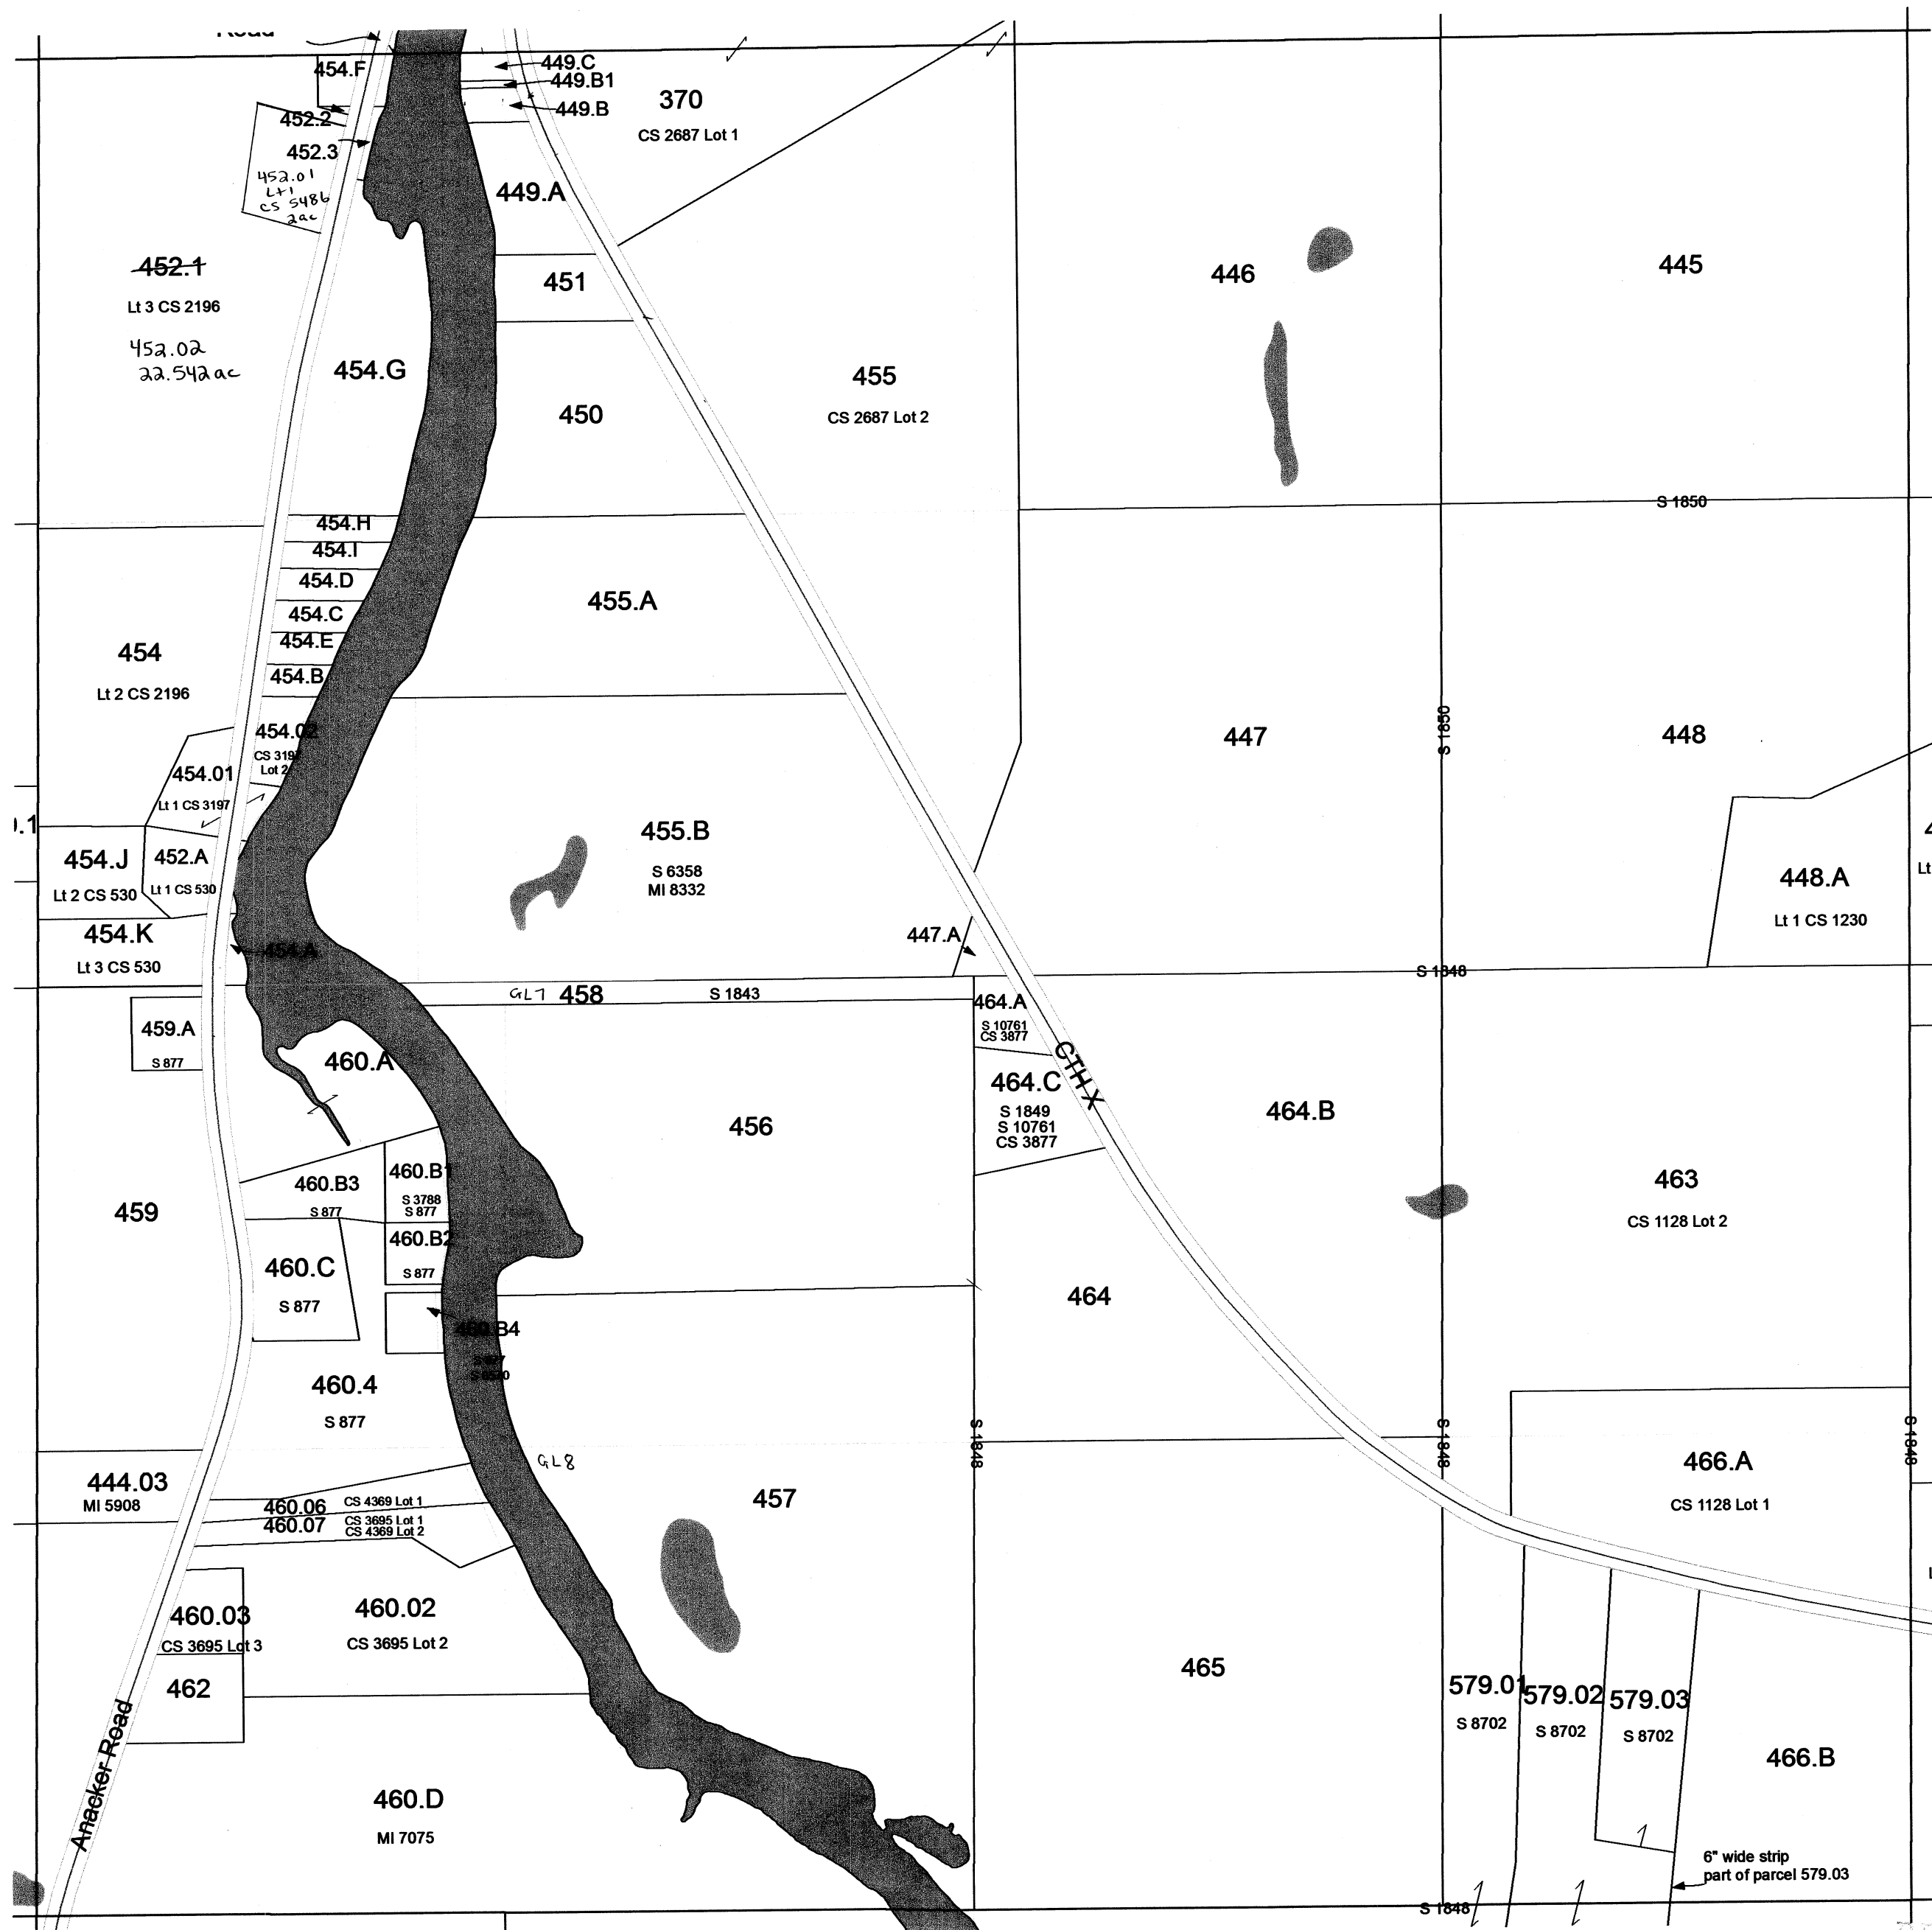 Road
454.F
449.C
449.B1
449.B
370
CS 2687 Lot 1
452.2
452.3
452.01
Lt 1
CS 5486
2ac
449.A
452.1
Lt 3 CS 2196
452.02
22.542 ac
451
446
445
454.G
450
455
CS 2687 Lot 2
S 1850
454.H
454.I
454.D
454.C
454.E
454.B
455.A
454
Lt 2 CS 2196
454.02
CS 3197
Lot 2
454.01
Lt 1 CS 3197
447
S 1850
448
.1
454.J
Lt 2 CS 530
452.A
Lt 1 CS 530
455.B
S 6358
MI 8332
448.A
Lt 1 CS 1230
Lt
454.K
Lt 3 CS 530
454.A
447.A
S 1848
GL7
458
S 1843
464.A
S 10761
CS 3877
459.A
S 877
460.A
CTH X
464.C
S 1849
S 10761
CS 3877
464.B
456
463
CS 1128 Lot 2
459
460.B3
S 877
460.B1
S 3788
S 877
460.B2
S 877
460.C
S 877
464
460.B4
460.4
S 877
S 1848
S 1848
S 1848
444.03
MI 5908
GL8
457
466.A
CS 1128 Lot 1
460.06
CS 4369 Lot 1
460.07
CS 3695 Lot 1
CS 4369 Lot 2
460.03
CS 3695 Lot 3
460.02
CS 3695 Lot 2
462
465
579.01
S 8702
579.02
S 8702
579.03
S 8702
466.B
Anacker Road
460.D
MI 7075
6" wide strip
part of parcel 579.03
S 1848